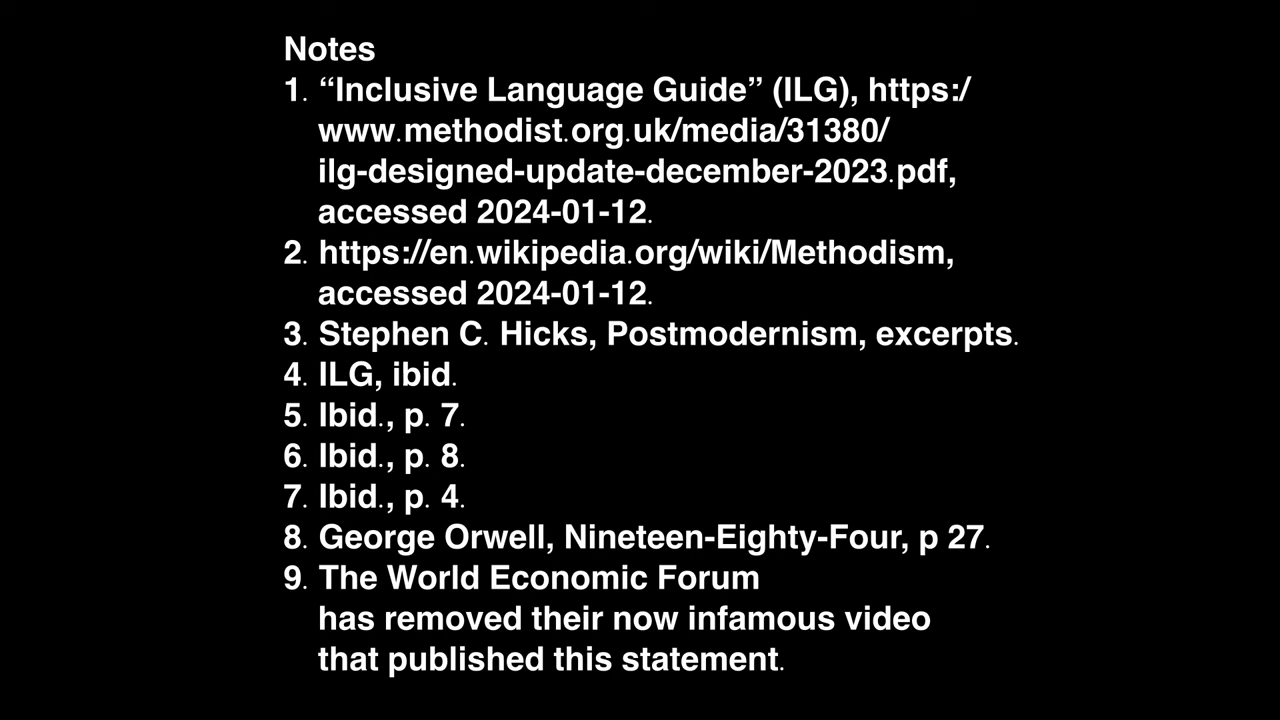 Notes
1. “Inclusive Language Guide” (ILG), https:/
www.methodist.org.uk/media/31380/
ilg-designed-update-december-2023.pdf,
accessed 2024-01-12.
2. https://en.wikipedia.org/wiki/Methodism,
accessed 2024-01-12.
3. Stephen C. Hicks, Postmodernism, excerpts.
4. ILG, ibid.
5. Ibid., p. 7.
6. Ibid., p. 8.
7. Ibid., p. 4.
8. George Orwell, Nineteen-Eighty-Four, p 27.
9. The World Economic Forum
has removed their now infamous video
that published this statement.